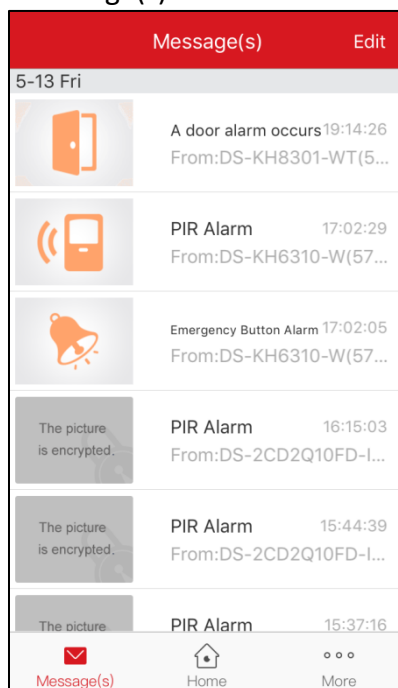 Message(s) Edit
5-13 Fri
A door alarm occurs 19:14:26
From:DS-KH8301-WT(5...
PIR Alarm 17:02:29
From:DS-KH6310-W(57...
Emergency Button Alarm 17:02:05
From:DS-KH6310-W(57...
The picture
is encrypted.
PIR Alarm 16:15:03
From:DS-2CD2Q10FD-I...
The picture
is encrypted.
PIR Alarm 15:44:39
From:DS-2CD2Q10FD-I...
The picture
PIR Alarm 15:37:16
Message(s) Home More